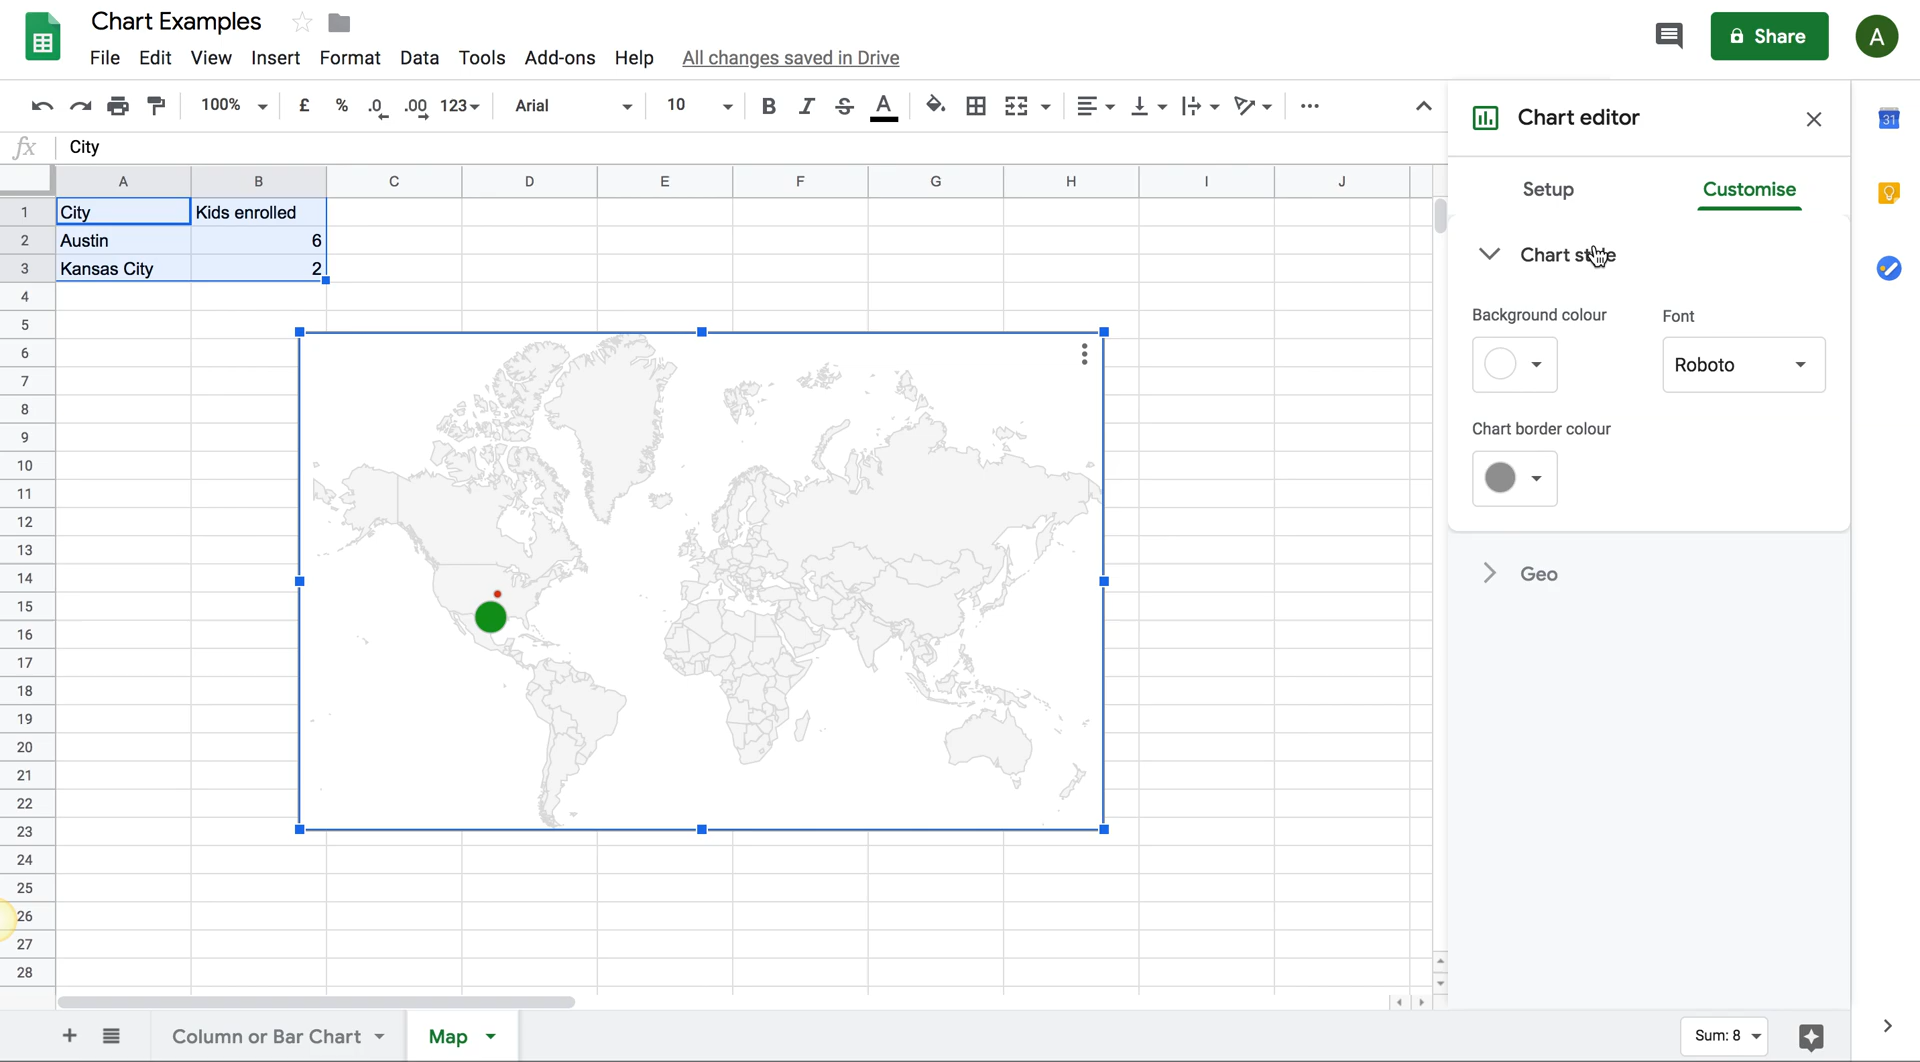 Chart Examples
File Edit View Insert Format Data Tools Add-ons Help All changes saved in Drive
Share
A
100% £ % .0 .00 123 Arial 10 B I S A
fx City
A B C D E F G H I J
1 City Kids enrolled
2 Austin 6
3 Kansas City 2
4
5
6
7
8
9
10
11
12
13
14
15
16
17
18
19
20
21
22
23
24
25
26
27
28
Chart editor
Setup Customise
Chart style
Background colour Font
Roboto
Chart border colour
Geo
31
Column or Bar Chart Map
Sum: 8